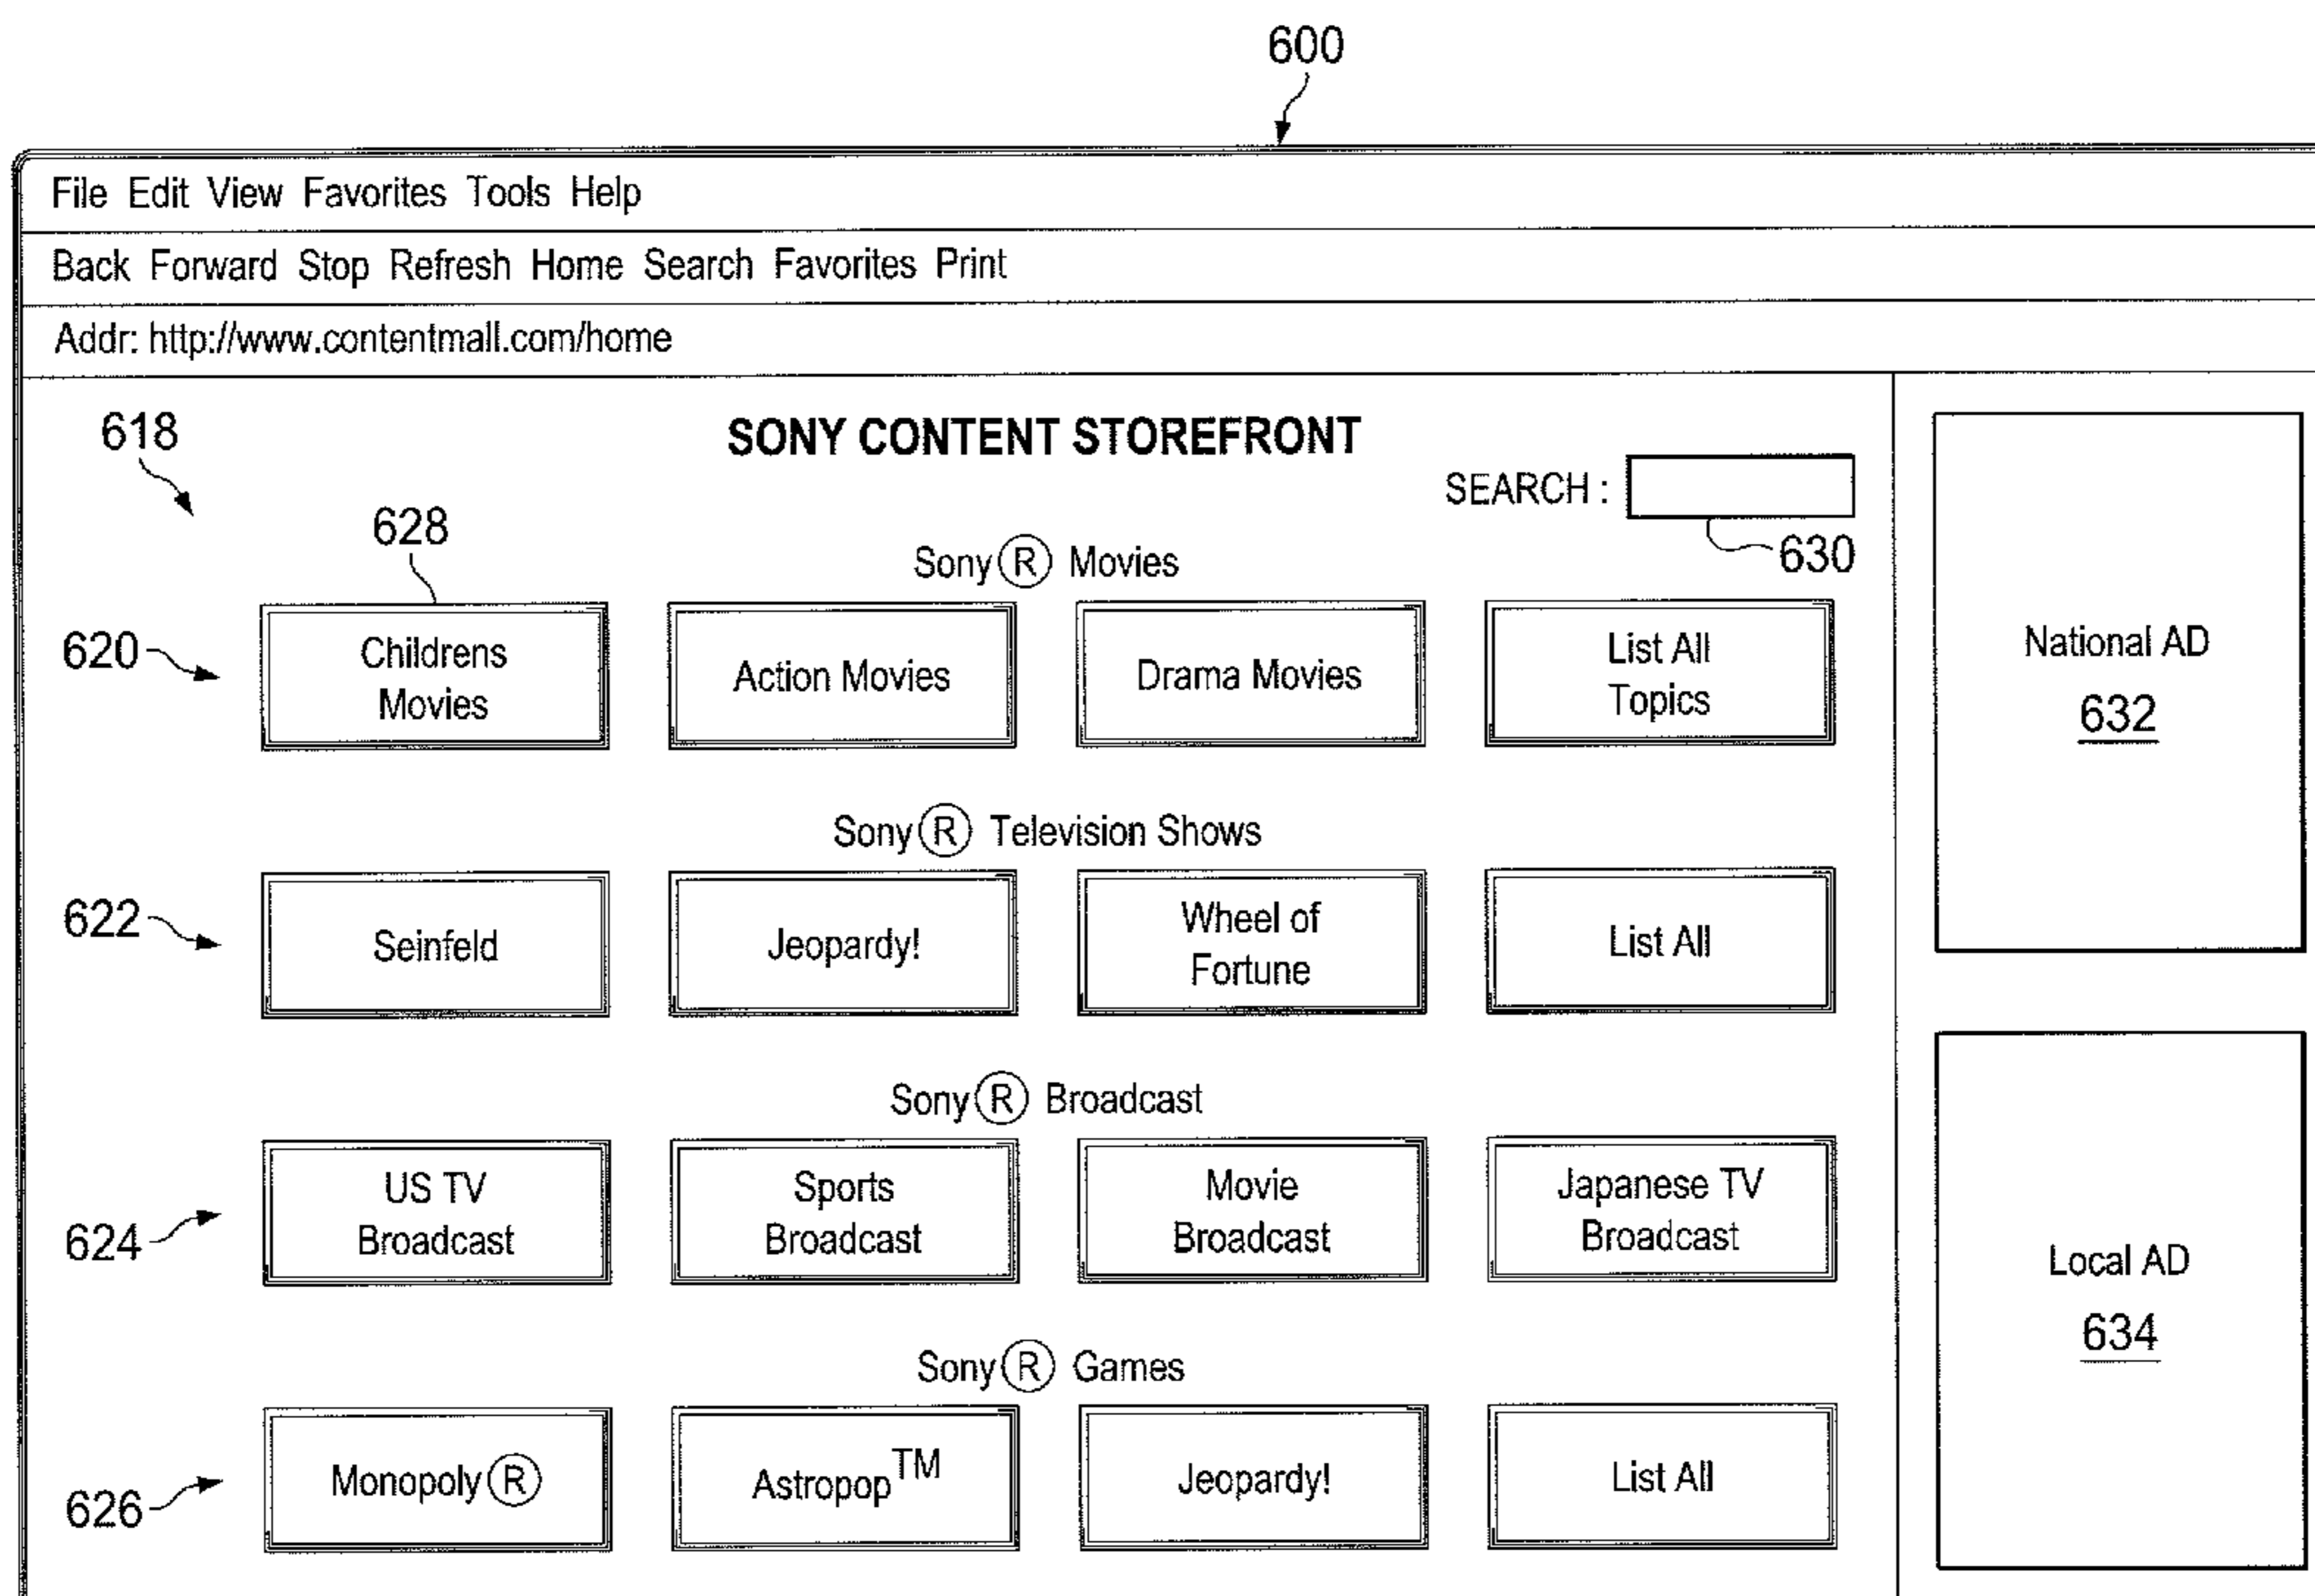 600
File Edit View Favorites Tools Help
Back Forward Stop Refresh Home Search Favorites Print
Addr: http://www.contentmall.com/home
618
SONY CONTENT STOREFRONT
SEARCH :
630
628
Sony® Movies
620
Childrens
Movies
Action Movies
Drama Movies
List All
Topics
National AD
632
Sony® Television Shows
622
Seinfeld
Jeopardy!
Wheel of
Fortune
List All
Sony® Broadcast
624
US TV
Broadcast
Sports
Broadcast
Movie
Broadcast
Japanese TV
Broadcast
Local AD
634
Sony® Games
626
Monopoly®
Astropop™
Jeopardy!
List All